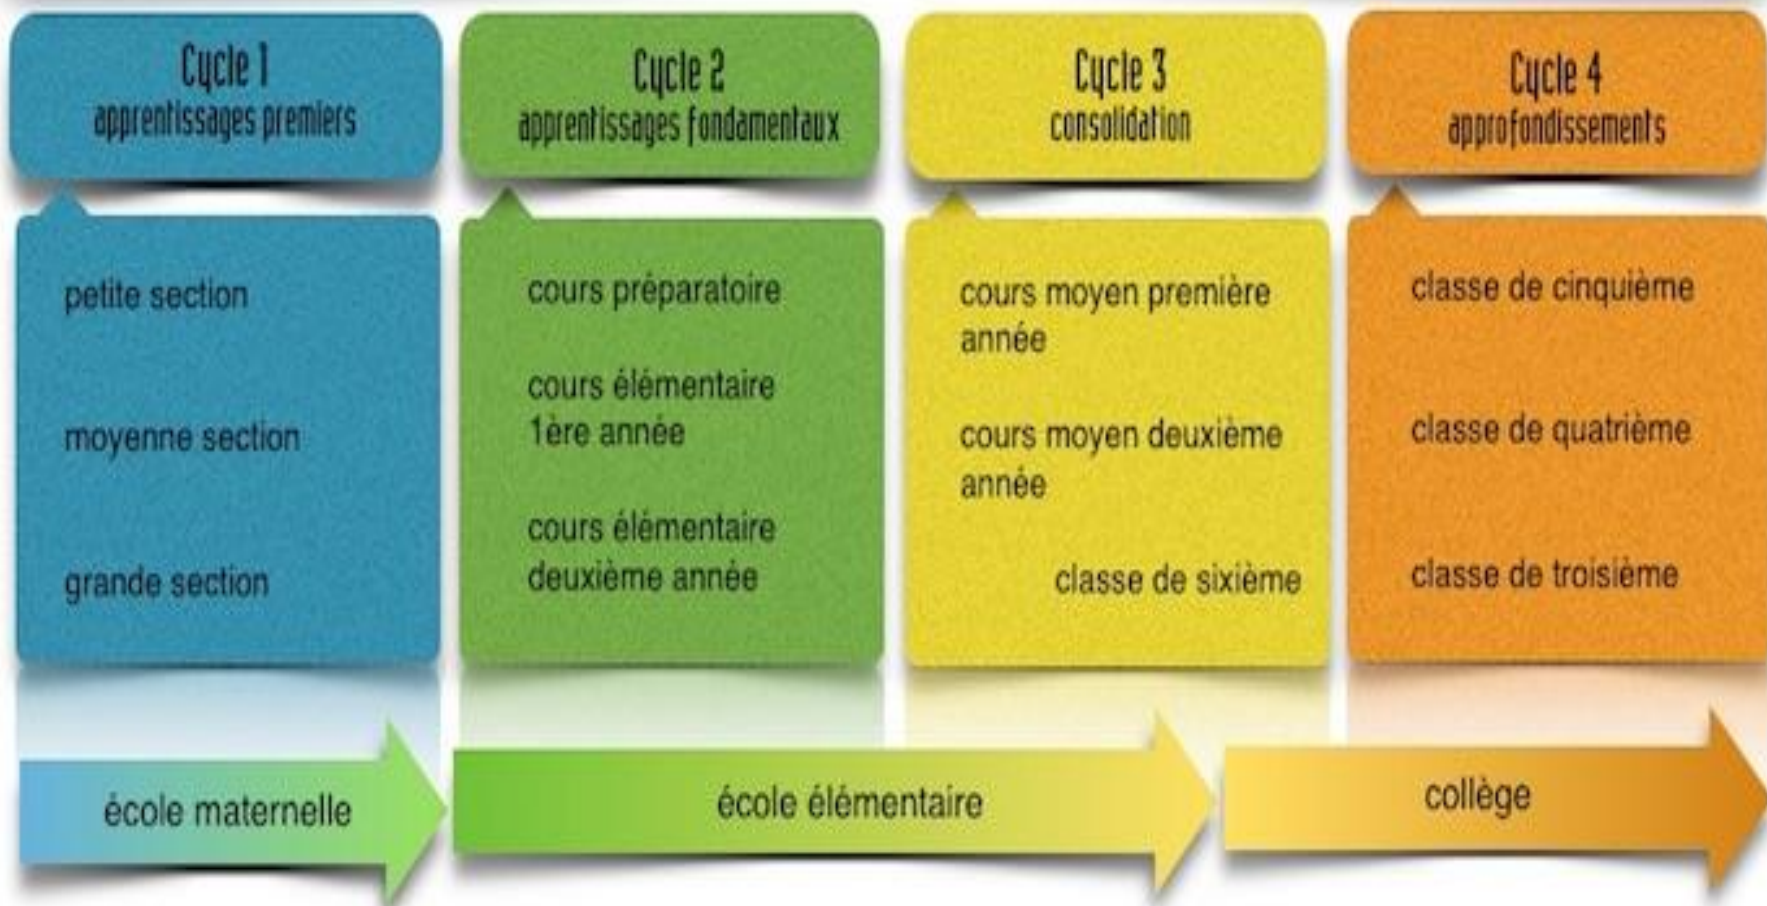 Cycle 1
apprentissages premiers
petite section
moyenne section
grande section
Cycle 2
apprentissages fondamentaux
cours préparatoire
cours élémentaire
1ère année
cours élémentaire
deuxième année
Cycle 3
consolidation
cours moyen première
année
cours moyen deuxième
année
classe de sixième
Cycle 4
approfondissements
classe de cinquième
classe de quatrième
classe de troisième
école maternelle
école élémentaire
collège